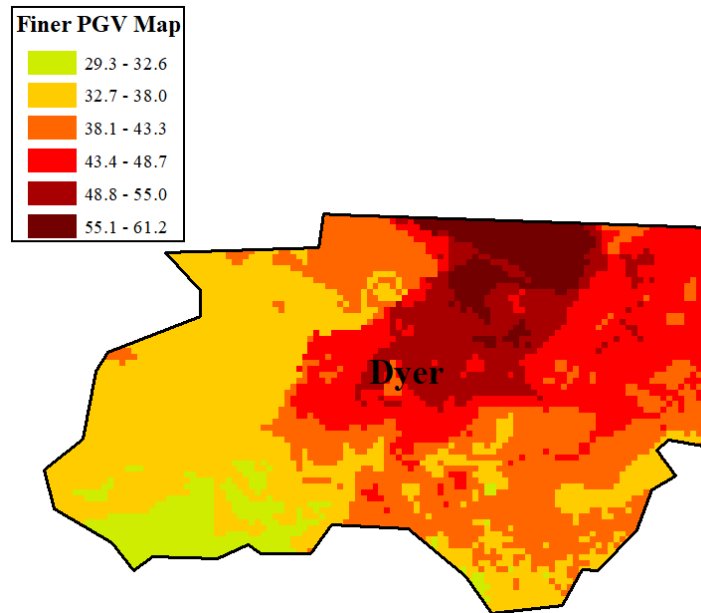 Finer PGV Map
29.3 - 32.6
32.7 - 38.0
38.1 - 43.3
43.4 - 48.7
48.8 - 55.0
55.1 - 61.2
Dyer